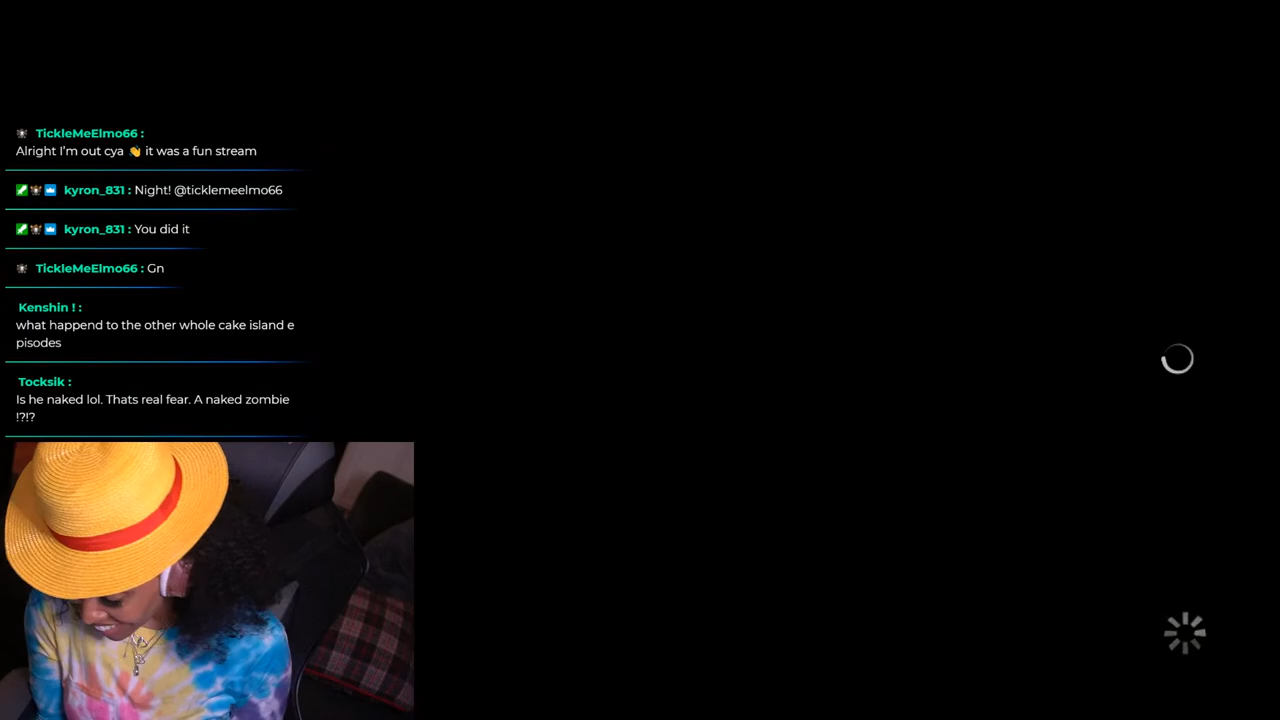 TickleMeElmo66 :
Alright I'm out cya 👋 it was a fun stream
kyron_831 : Night! @ticklemeelmo66
kyron_831 : You did it
TickleMeElmo66 : Gn
Kenshin ! :
what happend to the other whole cake island e
pisodes
Tocksik :
Is he naked lol. Thats real fear. A naked zombie
!?!?